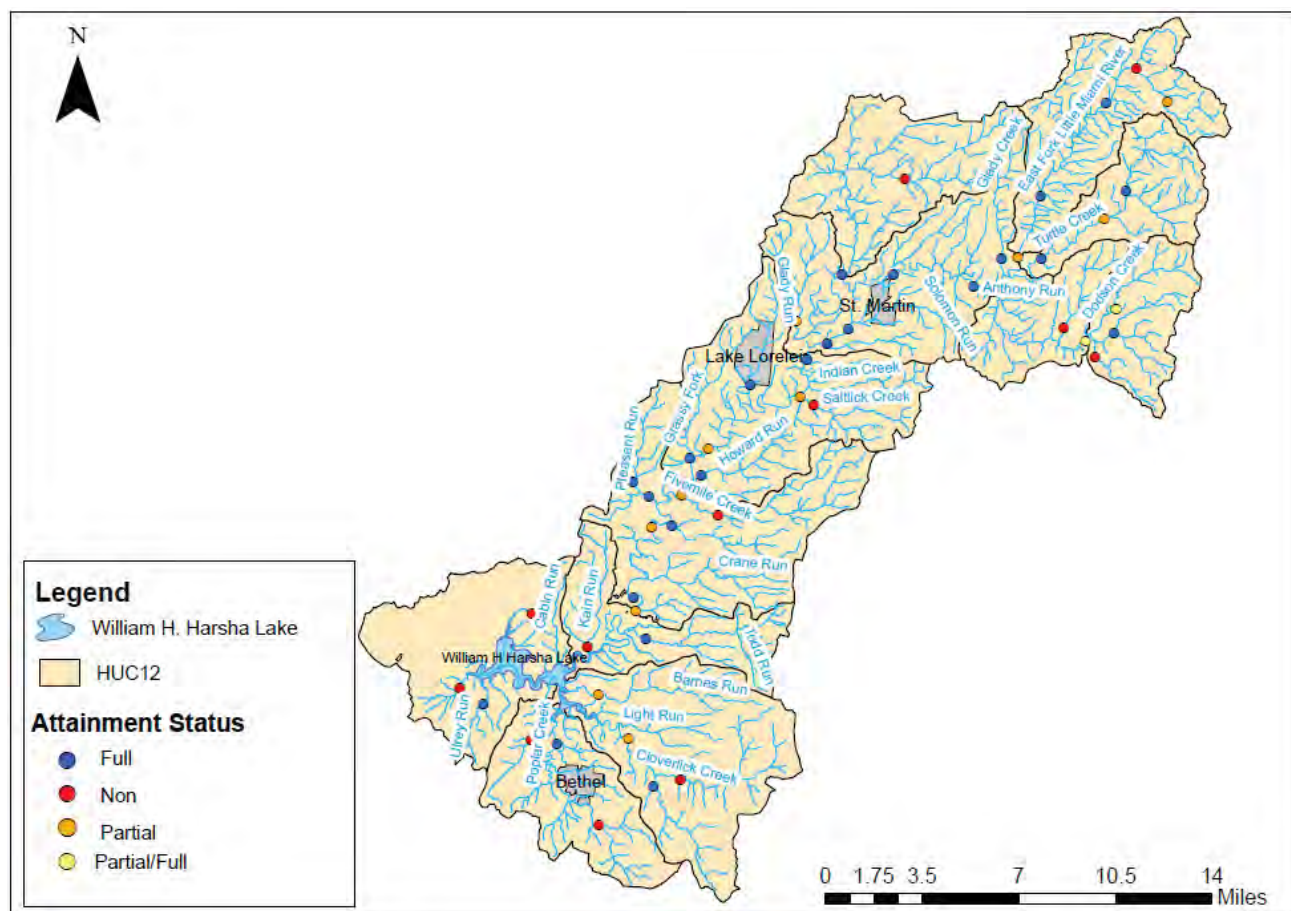 N
East Fork Little Miami River
Glady Creek
Turtle Creek
Dodson Creek
Anthony Run
Solomon Run
St. Martin
Glady Run
Lake Lorelei
Indian Creek
Saltlick Creek
Grassy Fork
Howard Run
Pleasant Run
Fivemile Creek
Crane Run
Cabin Run
Kain Run
Todd Run
William H Harsha Lake
Barnes Run
Light Run
Ulrey Run
Poplar Creek
Cloverlick Creek
Bethel
Legend
William H. Harsha Lake
HUC12
Attainment Status
Full
Non
Partial
Partial/Full
0 1.75 3.5 7 10.5 14
Miles